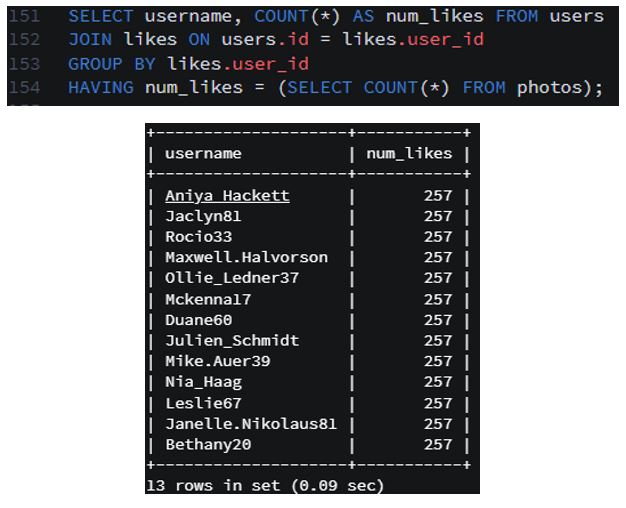 151 SELECT username, COUNT(*) AS num_likes FROM users
152 JOIN likes ON users.id = likes.user_id
153 GROUP BY likes.user_id
154 HAVING num_likes = (SELECT COUNT(*) FROM photos);
+--------------------+-----------+
| username | num_likes |
+--------------------+-----------+
| Aniya_Hackett | 257 |
| Jaclyn81 | 257 |
| Rocio33 | 257 |
| Maxwell.Halvorson | 257 |
| Ollie_Ledner37 | 257 |
| Mckenna17 | 257 |
| Duane60 | 257 |
| Julien_Schmidt | 257 |
| Mike.Auer39 | 257 |
| Nia_Haag | 257 |
| Leslie67 | 257 |
| Janelle.Nikolaus81 | 257 |
| Bethany20 | 257 |
+--------------------+-----------+
13 rows in set (0.09 sec)